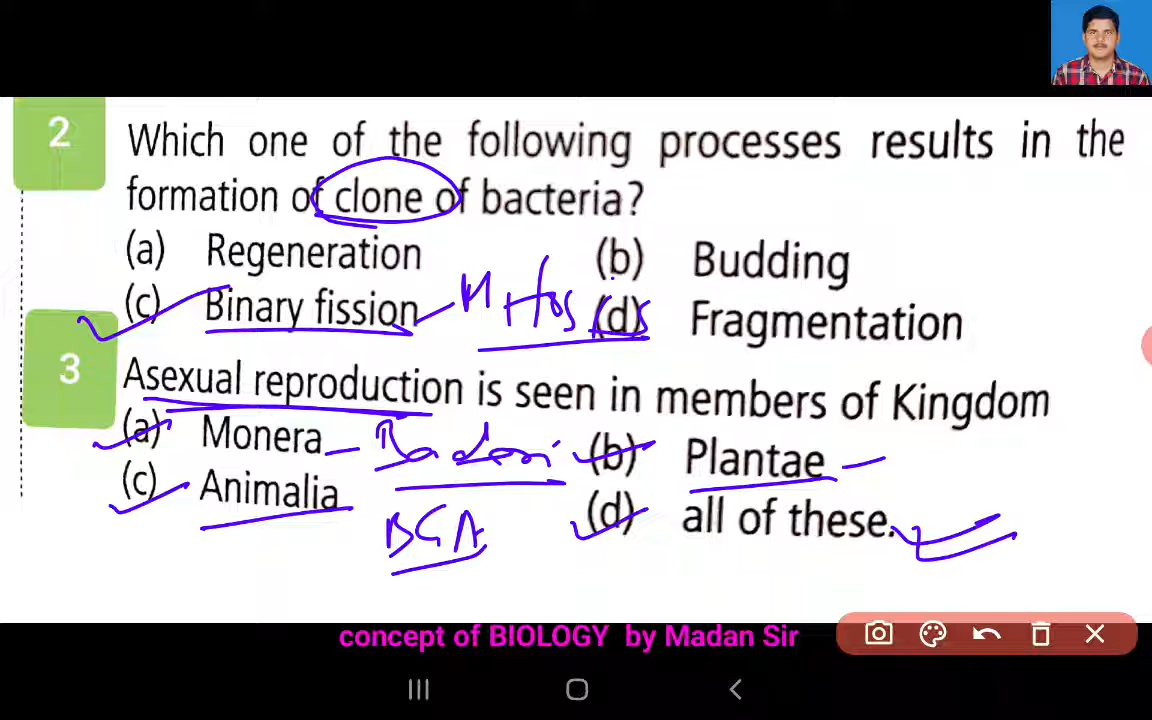 2
Which one of the following processes results in the
formation of clone of bacteria?
(a) Regeneration (b) Budding
(c) Binary fission (d) Fragmentation
3
Asexual reproduction is seen in members of Kingdom
(a) Monera (b) Plantae
(c) Animalia BGA (d) all of these.
concept of BIOLOGY by Madan Sir